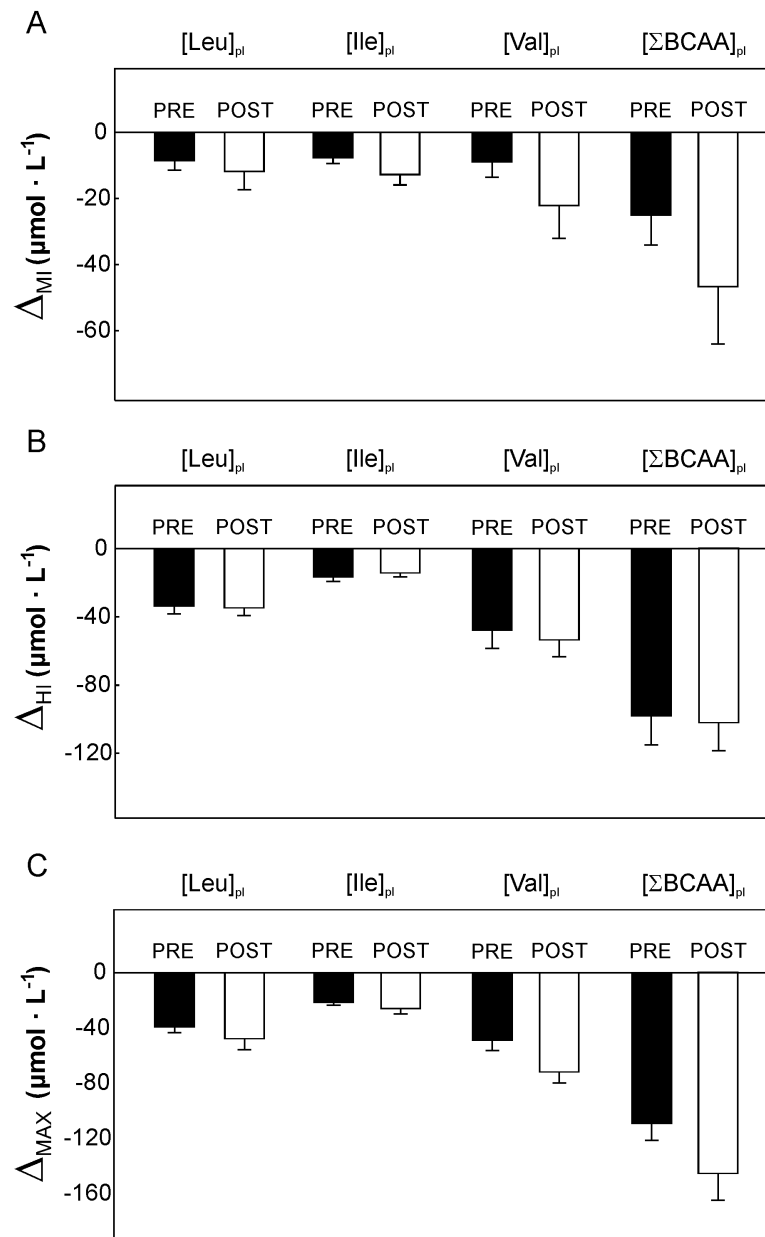 A
[Leu]pl [Ile]pl [Val]pl [ΣBCAA]pl
PRE POST PRE POST PRE POST PRE POST
0
-20
-40
-60
ΔMI (µmol · L-1)
B
[Leu]pl [Ile]pl [Val]pl [ΣBCAA]pl
PRE POST PRE POST PRE POST PRE POST
0
-40
-80
-120
ΔHI (µmol · L-1)
C
[Leu]pl [Ile]pl [Val]pl [ΣBCAA]pl
PRE POST PRE POST PRE POST PRE POST
0
-40
-80
-120
-160
ΔMAX (µmol · L-1)